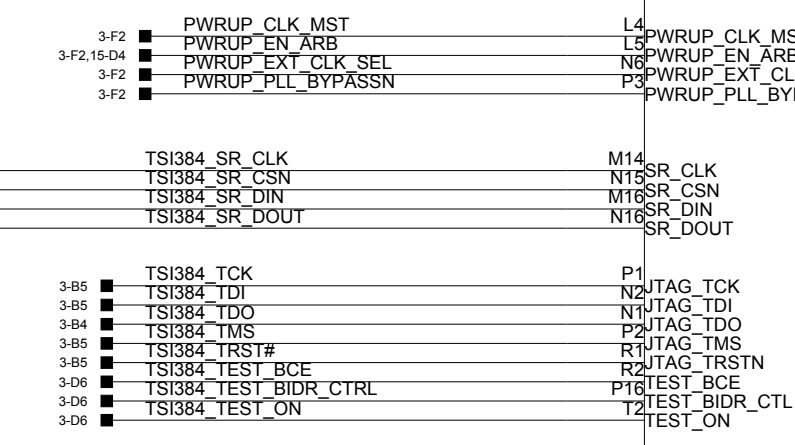 3-F2 PWRUP_CLK_MST L4 PWRUP_CLK_MS
3-F2,15-D4 PWRUP_EN_ARB L5 PWRUP_EN_ARB
3-F2 PWRUP_EXT_CLK_SEL N6 PWRUP_EXT_CL
3-F2 PWRUP_PLL_BYPASSN P3 PWRUP_PLL_BY
TSI384_SR_CLK M14 SR_CLK
TSI384_SR_CSN N15 SR_CSN
TSI384_SR_DIN M16 SR_DIN
TSI384_SR_DOUT N16 SR_DOUT
3-B5 TSI384_TCK P1 JTAG_TCK
3-B5 TSI384_TDI N2 JTAG_TDI
3-B4 TSI384_TDO N1 JTAG_TDO
3-B5 TSI384_TMS P2 JTAG_TMS
3-B5 TSI384_TRST# R1 JTAG_TRSTN
3-D6 TSI384_TEST_BCE R2 TEST_BCE
3-D6 TSI384_TEST_BIDR_CTRL P16 TEST_BIDR_CTL
3-D6 TSI384_TEST_ON T2 TEST_ON